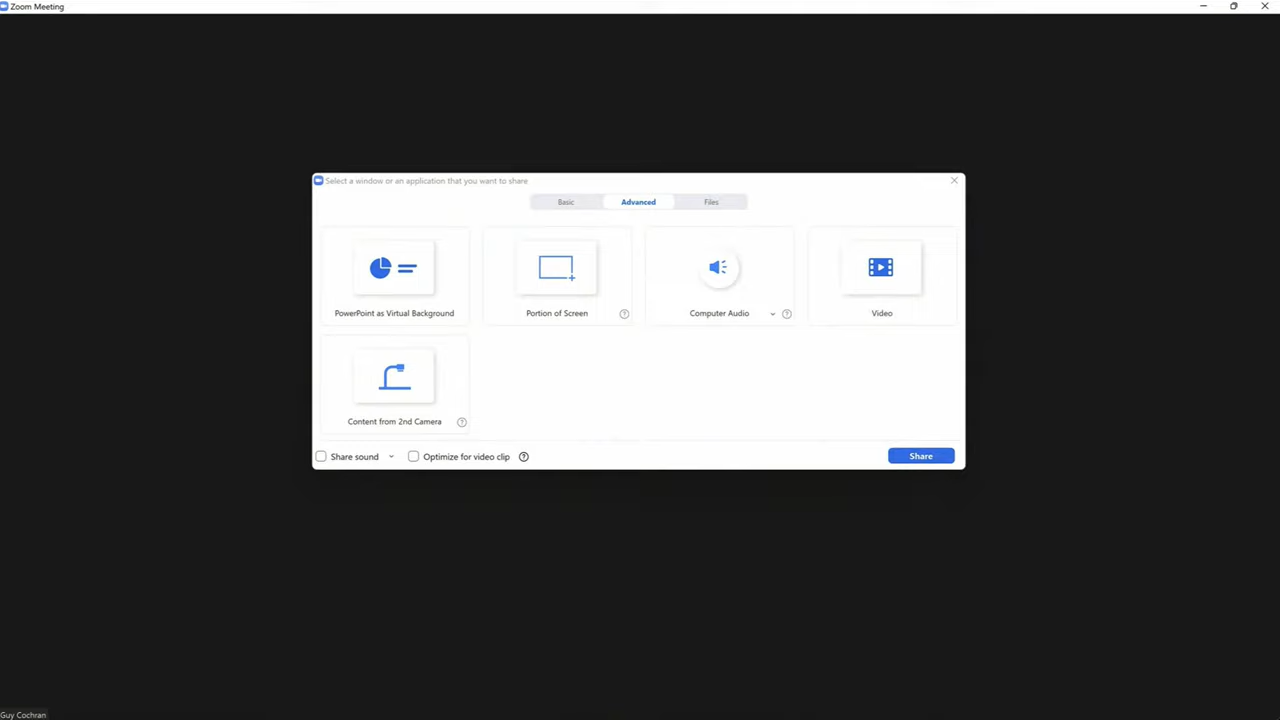 Zoom Meeting
Select a window or an application that you want to share
Basic
Advanced
Files
PowerPoint as Virtual Background
Portion of Screen
?
Computer Audio
?
Video
Content from 2nd Camera
?
Share sound
Optimize for video clip
?
Share
Guy Cochran